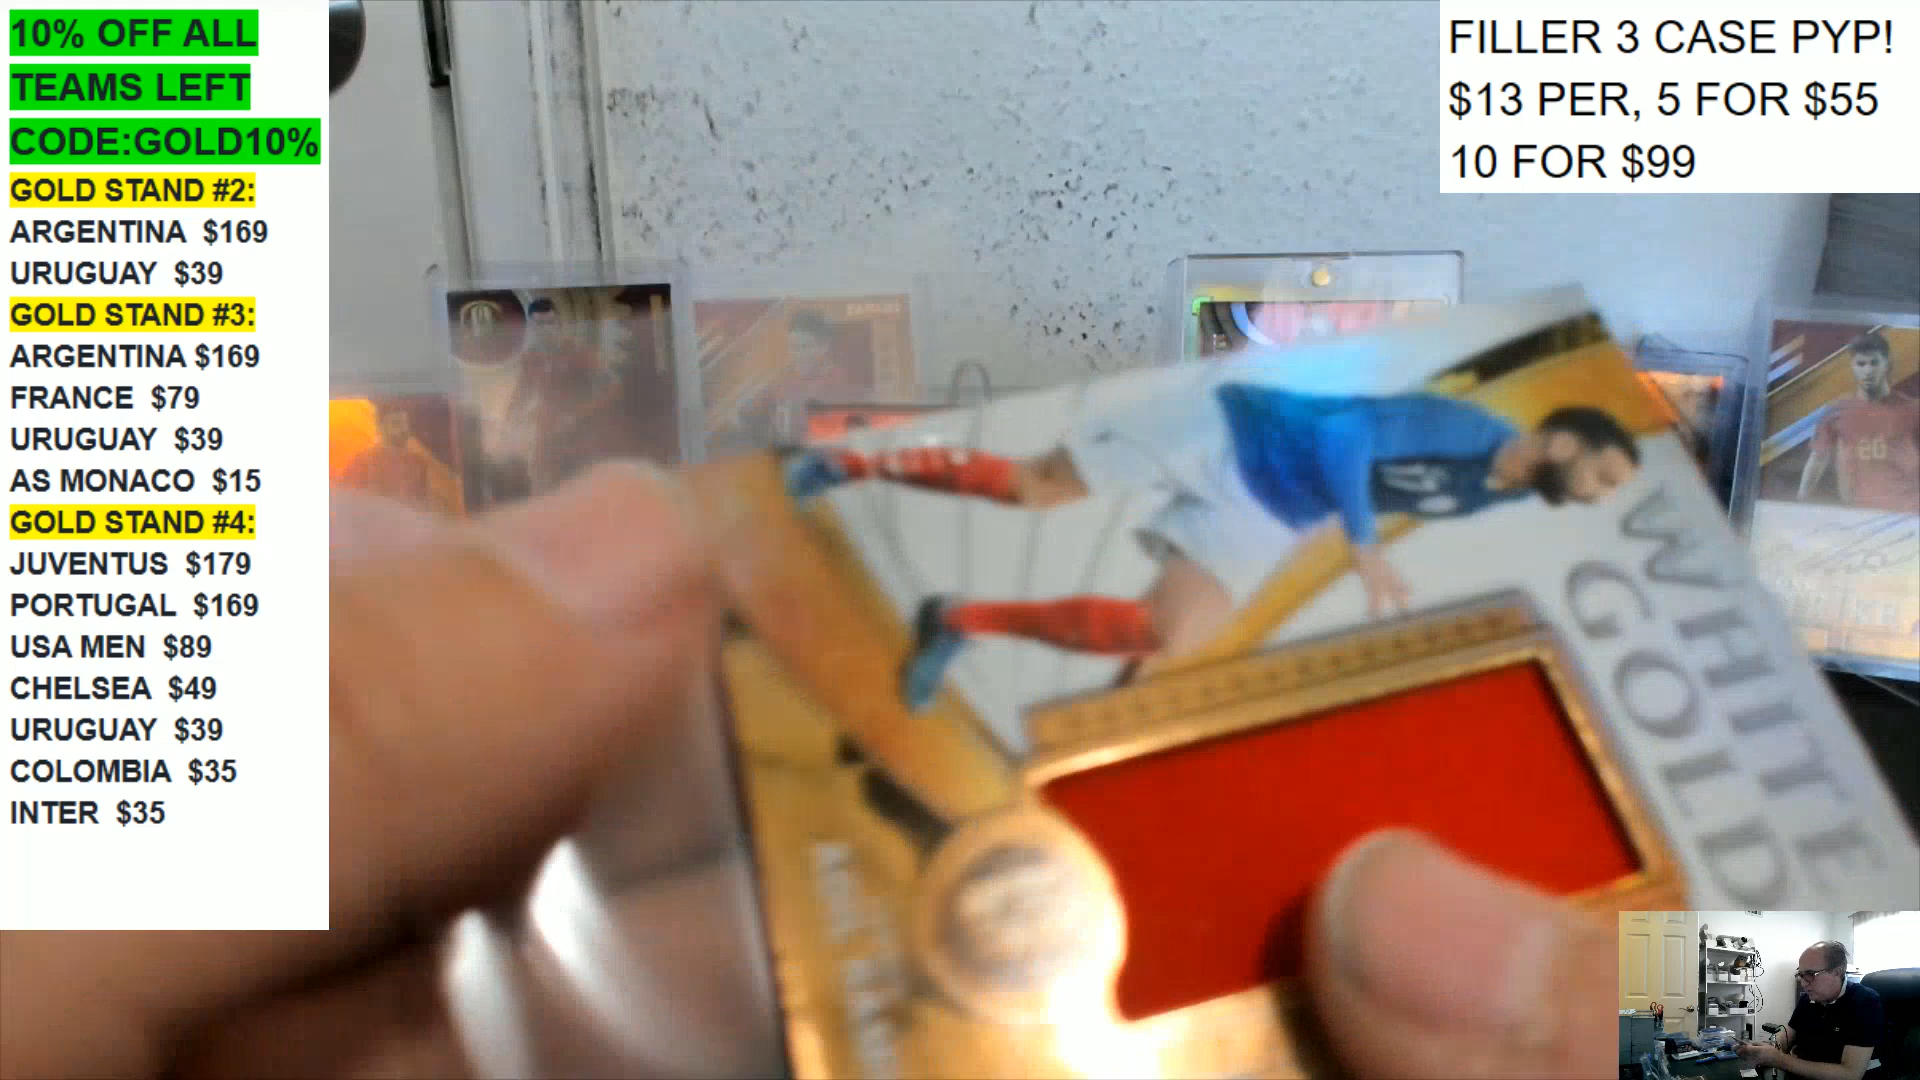 10% OFF ALL
TEAMS LEFT
CODE:GOLD10%
GOLD STAND #2:
ARGENTINA $169
URUGUAY $39
GOLD STAND #3:
ARGENTINA $169
FRANCE $79
URUGUAY $39
AS MONACO $15
GOLD STAND #4:
JUVENTUS $179
PORTUGAL $169
USA MEN $89
CHELSEA $49
URUGUAY $39
COLOMBIA $35
INTER $35
FILLER 3 CASE PYP!
$13 PER, 5 FOR $55
10 FOR $99
WHITE
GOLD
17
20